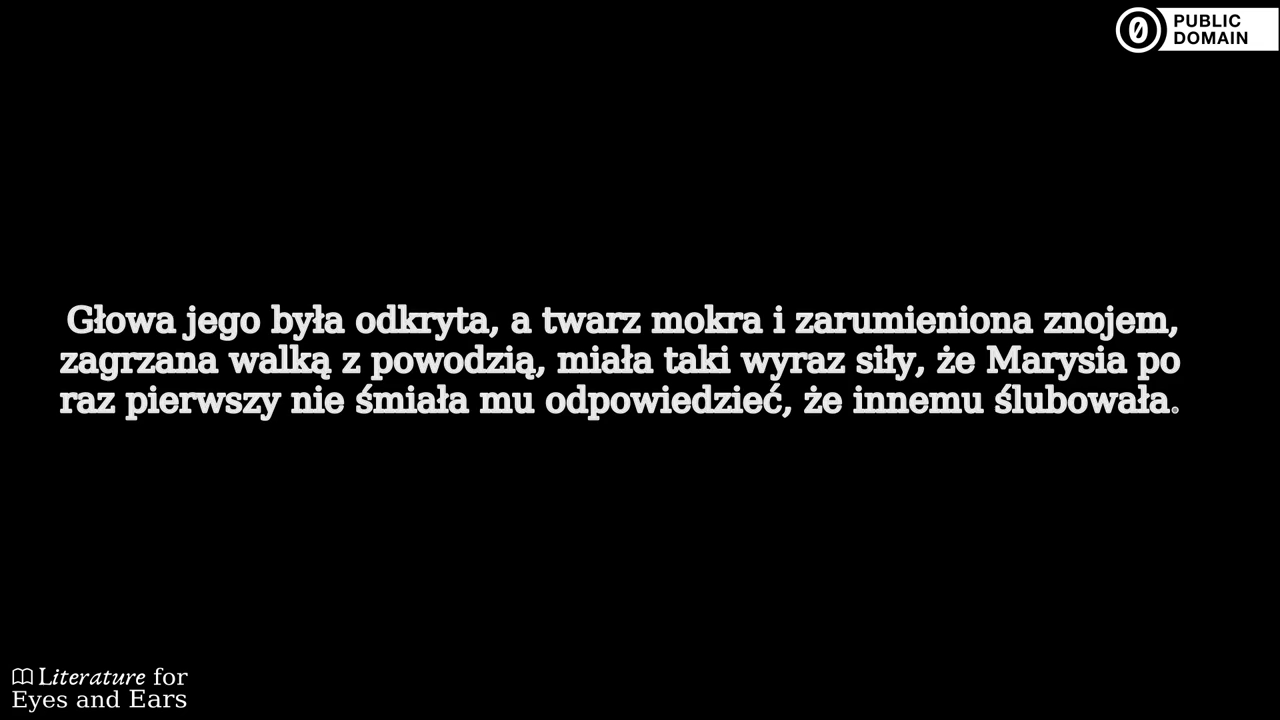 PUBLIC
DOMAIN
Głowa jego była odkryta, a twarz mokra i zarumieniona znojem,
zagrzana walką z powodzią, miała taki wyraz siły, że Marysia po
raz pierwszy nie śmiała mu odpowiedzieć, że innemu ślubowała.
Literature for
Eyes and Ears